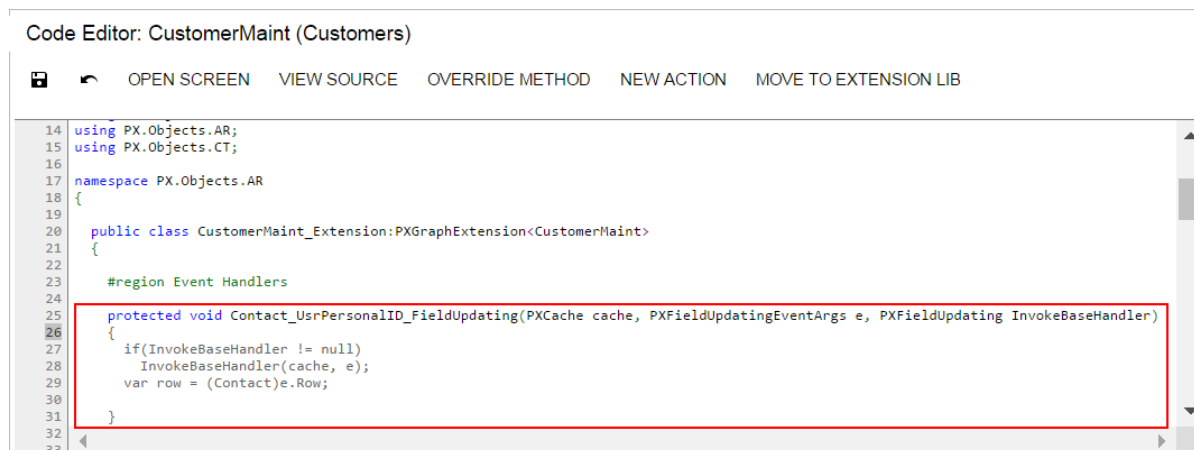 Code Editor: CustomerMaint (Customers)
OPEN SCREEN VIEW SOURCE OVERRIDE METHOD NEW ACTION MOVE TO EXTENSION LIB
14 using PX.Objects.AR;
15 using PX.Objects.CT;
16
17 namespace PX.Objects.AR
18 {
19
20 public class CustomerMaint_Extension:PXGraphExtension<CustomerMaint>
21 {
22
23 #region Event Handlers
24
25 protected void Contact_UsrPersonalID_FieldUpdating(PXCache cache, PXFieldUpdatingEventArgs e, PXFieldUpdating InvokeBaseHandler)
26 {
27 if(InvokeBaseHandler != null)
28 InvokeBaseHandler(cache, e);
29 var row = (Contact)e.Row;
30
31 }
32
33